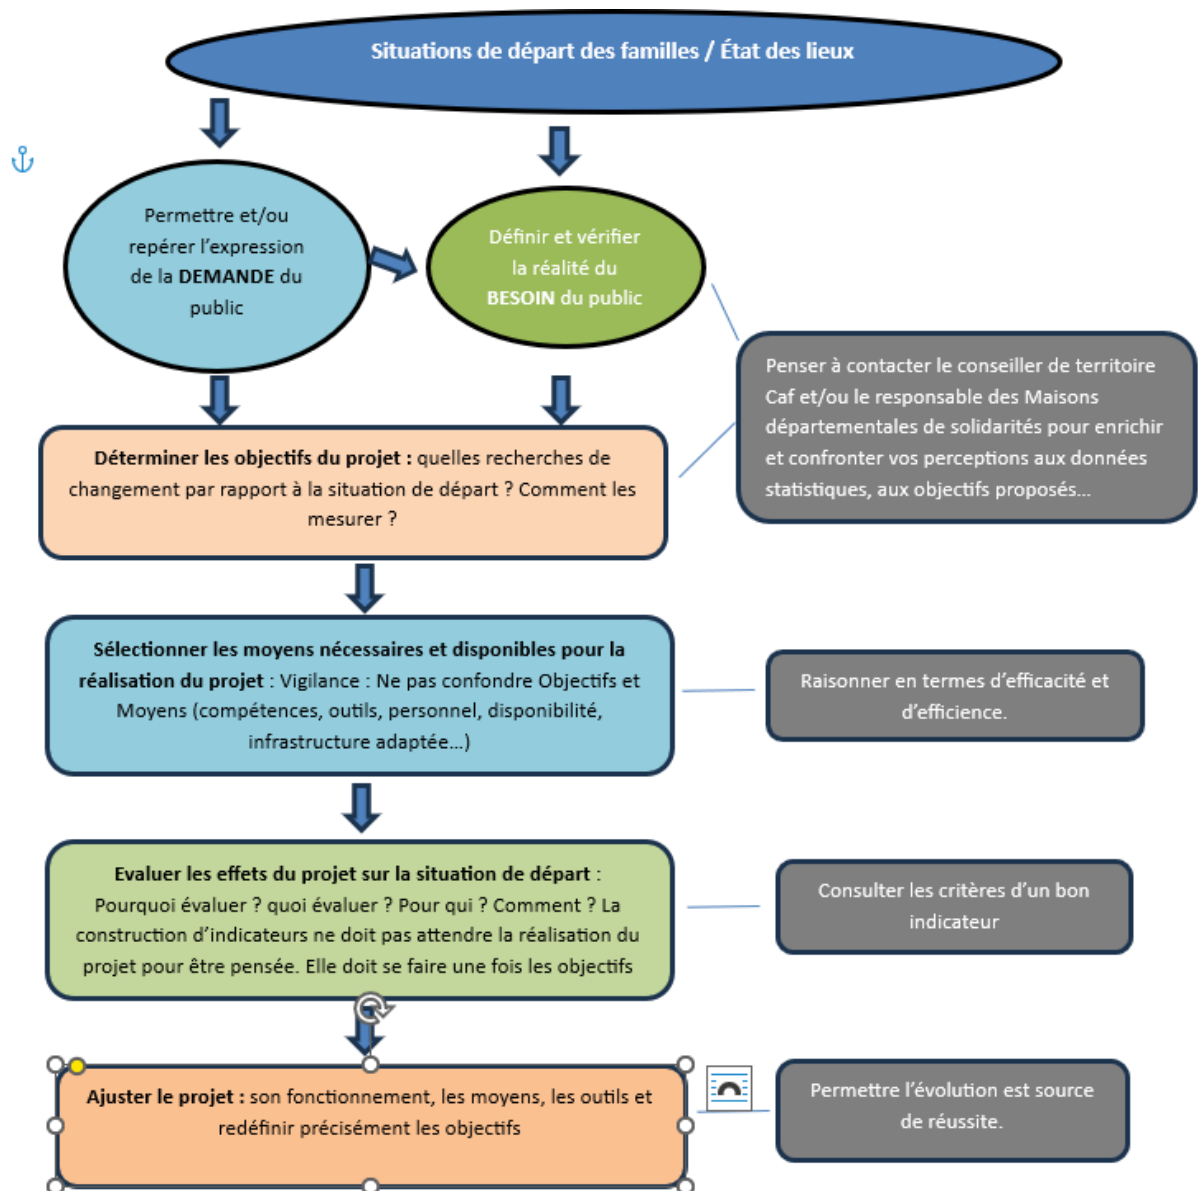 Situations de départ des familles / État des lieux
Permettre et/ou
repérer l’expression
de la DEMANDE du
public
Définir et vérifier
la réalité du
BESOIN du public
Penser à contacter le conseiller de territoire
Caf et/ou le responsable des Maisons
départementales de solidarités pour enrichir
et confronter vos perceptions aux données
statistiques, aux objectifs proposés…
Déterminer les objectifs du projet : quelles recherches de
changement par rapport à la situation de départ ? Comment les
mesurer ?
Sélectionner les moyens nécessaires et disponibles pour la
réalisation du projet : Vigilance : Ne pas confondre Objectifs et
Moyens (compétences, outils, personnel, disponibilité,
infrastructure adaptée…)
Raisonner en termes d’efficacité et
d’efficience.
Evaluer les effets du projet sur la situation de départ :
Pourquoi évaluer ? quoi évaluer ? Pour qui ? Comment ? La
construction d’indicateurs ne doit pas attendre la réalisation du
projet pour être pensée. Elle doit se faire une fois les objectifs
Consulter les critères d’un bon
indicateur
Ajuster le projet : son fonctionnement, les moyens, les outils et
redéfinir précisément les objectifs
Permettre l’évolution est source
de réussite.